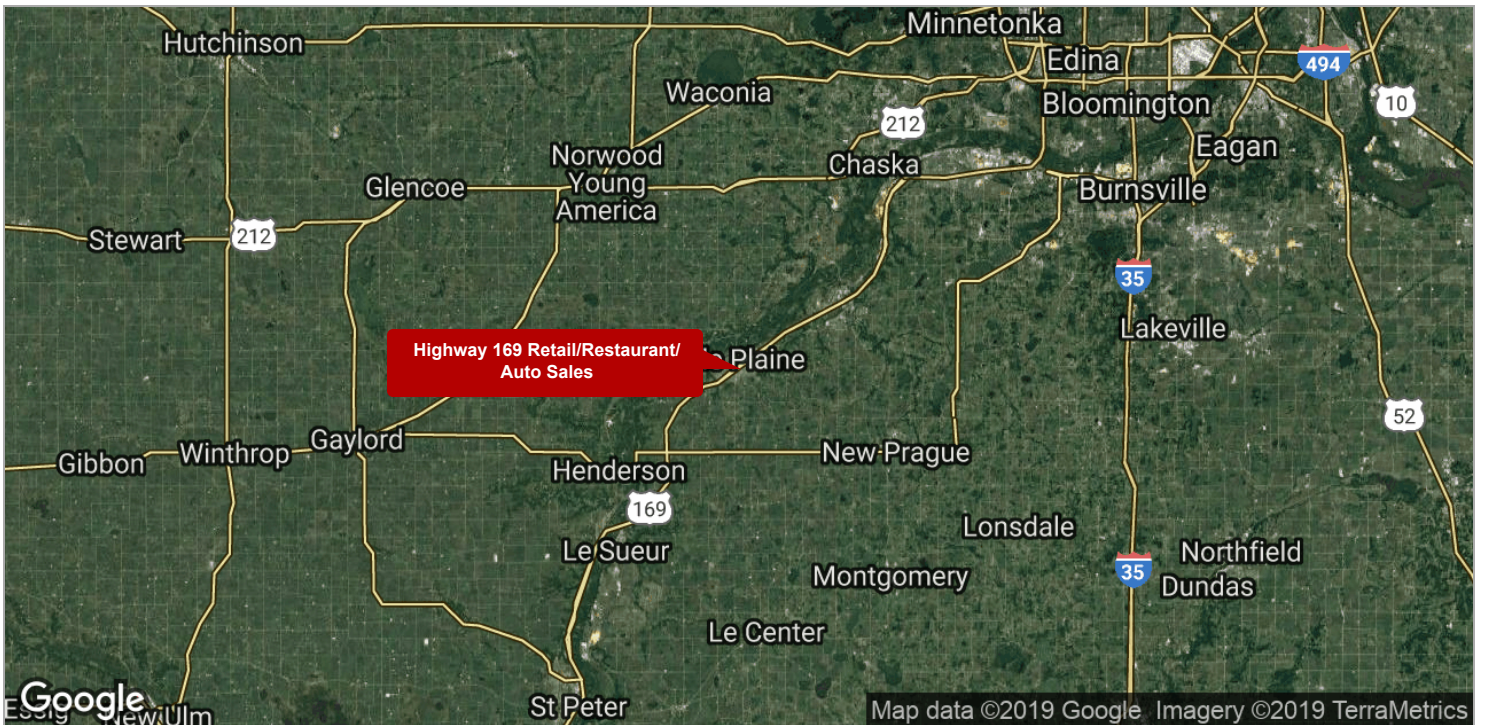 Minnetonka
Hutchinson
Edina
494
Waconia
Bloomington
10
212
Eagan
Norwood
Young
America
Chaska
Glencoe
Burnsville
Stewart
212
35
Lakeville
Highway 169 Retail/Restaurant/
Auto Sales
Plaine
52
Gaylord
Winthrop
Gibbon
New Prague
Henderson
169
Lonsdale
Le Sueur
Northfield
35
Montgomery
Dundas
Le Center
St Peter
Google
Essig
New Ulm
Map data ©2019 Google Imagery ©2019 TerraMetrics